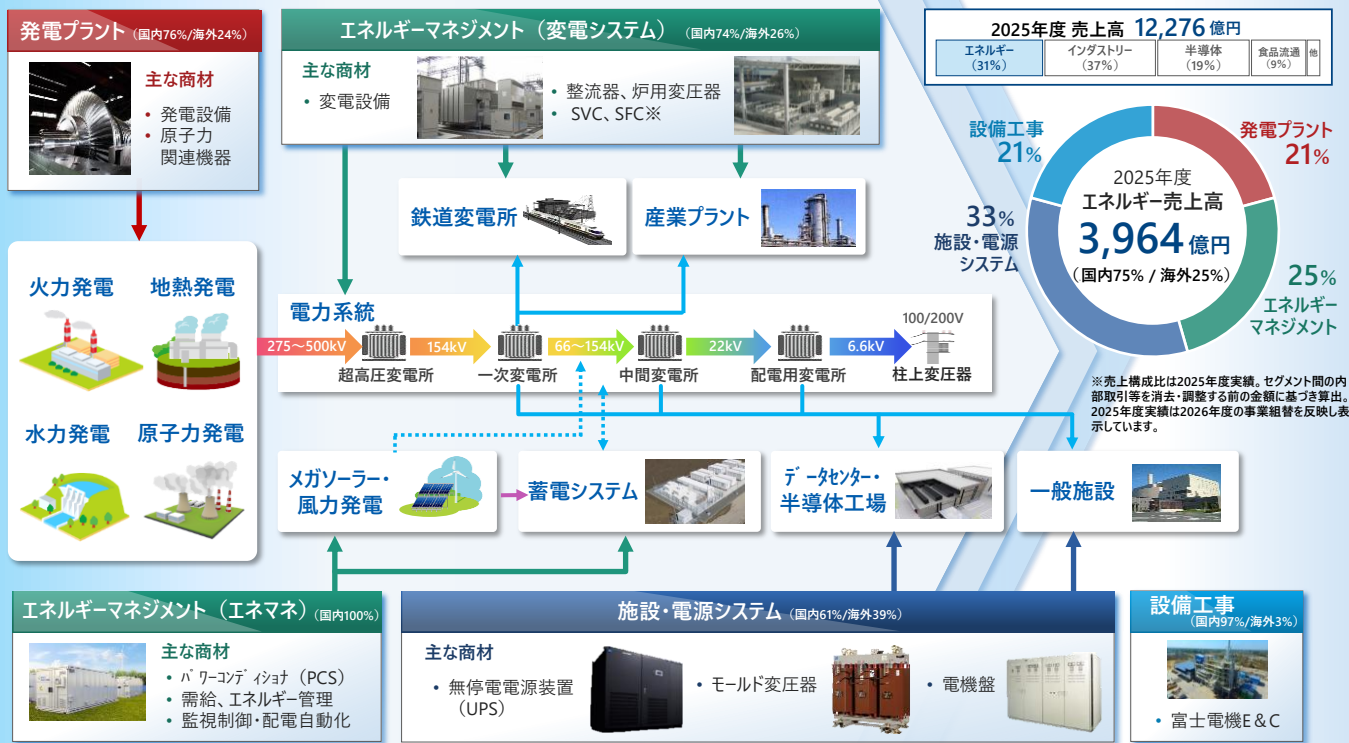 発電プラント（国内76%/海外24%）
主な商材
• 発電設備
• 原子力
関連機器
エネルギーマネジメント（変電システム）（国内74%/海外26%）
主な商材
• 変電設備
• 整流器、炉用変圧器
• SVC、SFC※
2025年度 売上高 12,276億円
エネルギー
（31%）
インダストリー
（37%）
半導体
（19%）
食品流通
（9%）
他
設備工事
21%
発電プラント
21%
33%
施設・電源
システム
25%
エネルギー
マネジメント
2025年度
エネルギー売上高
3,964億円
（国内75% / 海外25%）
※売上構成比は2025年度実績。セグメント間の内
部取引等を消去・調整する前の金額に基づき算出。
2025年度実績は2026年度の事業組替を反映し表
示しています。
鉄道変電所
産業プラント
火力発電
地熱発電
水力発電
原子力発電
電力系統
275～500kV
154kV
66～154kV
22kV
6.6kV
100/200V
超高圧変電所
一次変電所
中間変電所
配電用変電所
柱上変圧器
メガソーラー・
風力発電
蓄電システム
データセンター・
半導体工場
一般施設
エネルギーマネジメント（エネマネ）（国内100%）
主な商材
• パワーコンディショナ（PCS）
• 需給、エネルギー管理
• 監視制御・配電自動化
施設・電源システム（国内61%/海外39%）
主な商材
• 無停電電源装置
（UPS）
• モールド変圧器
• 電機盤
設備工事
（国内97%/海外3%）
• 富士電機E＆C